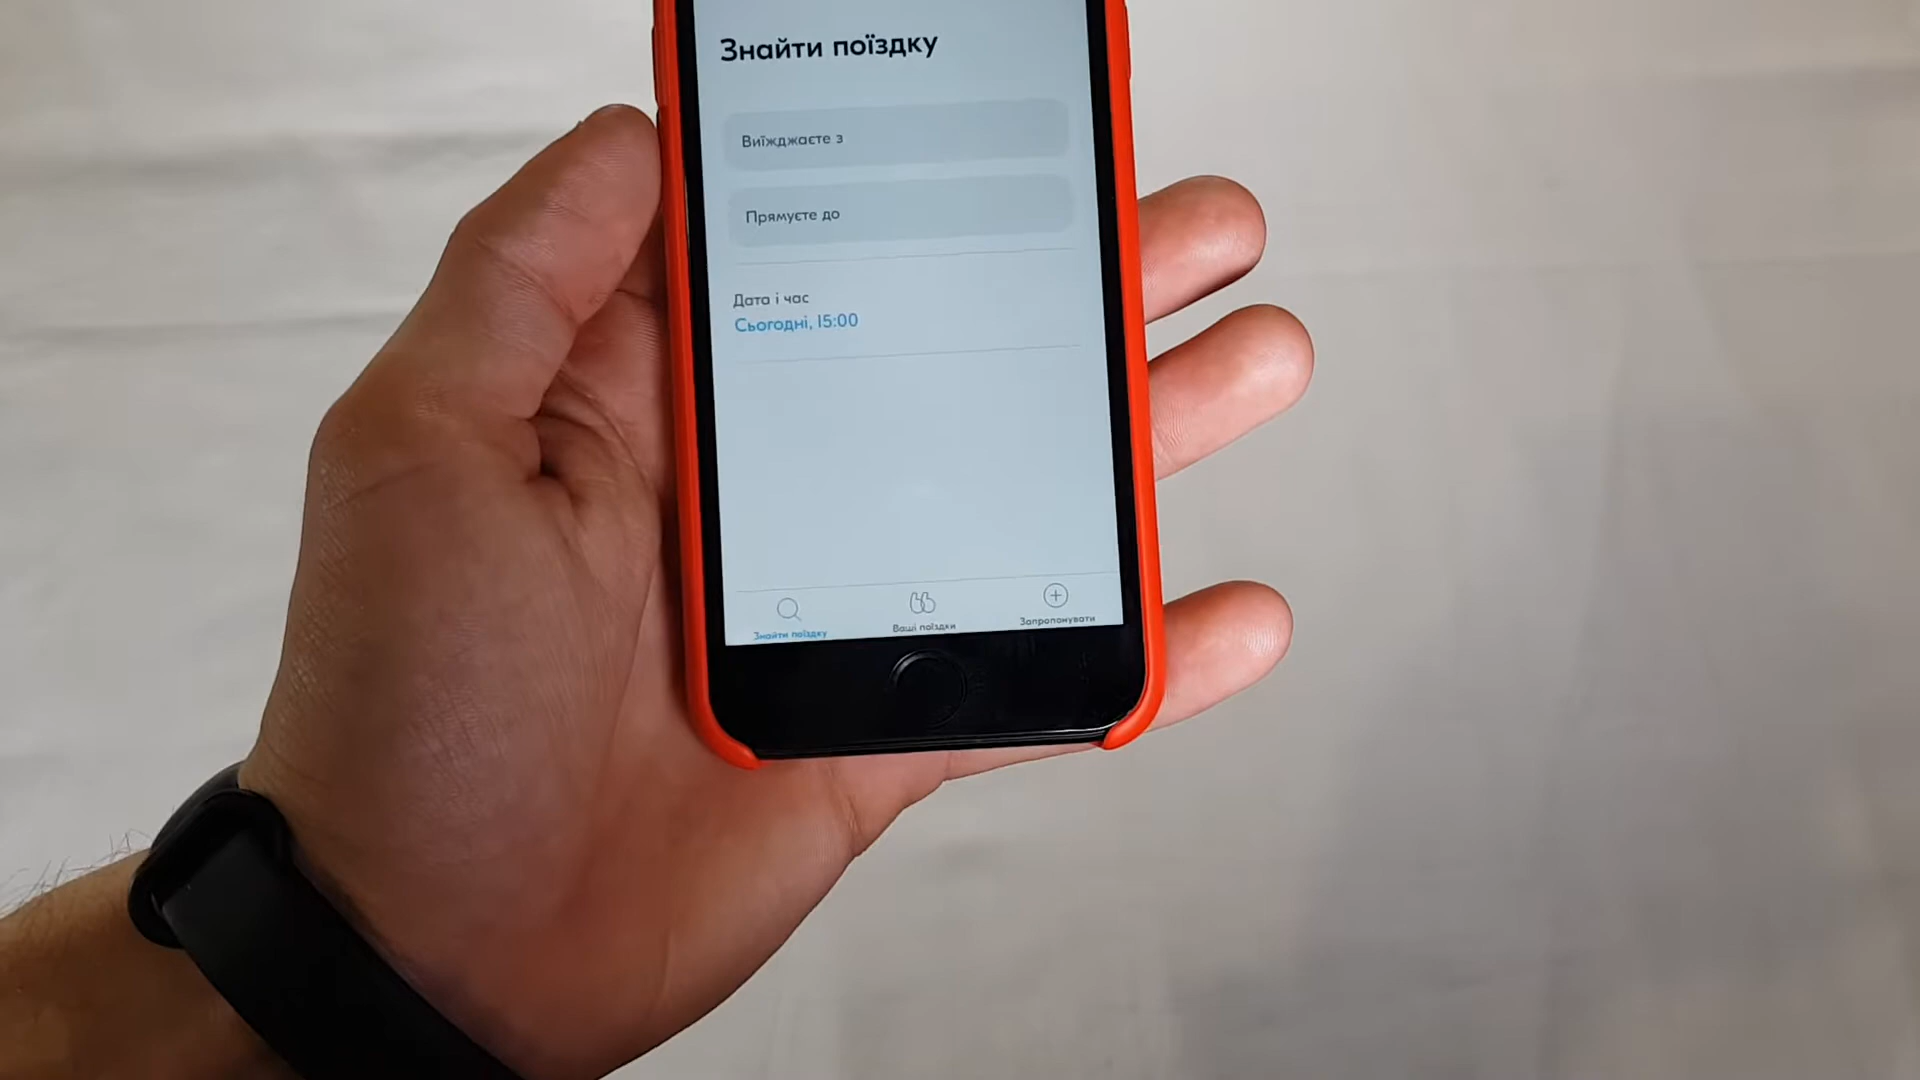 Знайти поїздку
Виїжджаєте з
Прямуєте до
Дата і час
Сьогодні, 15:00
Знайти поїздку
Ваші поїздки
Запропонувати